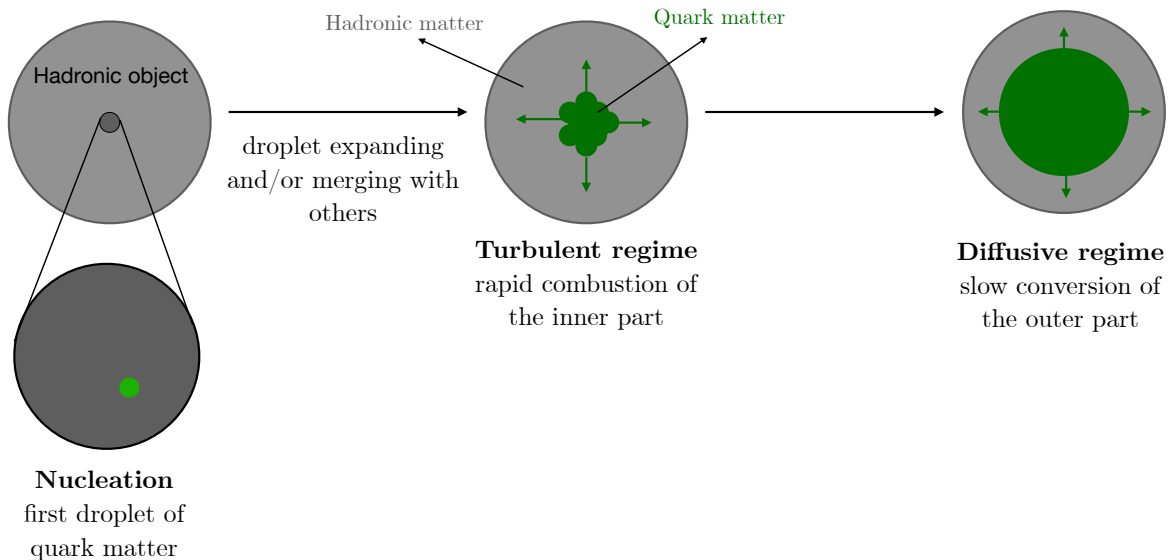 Hadronic matter
Quark matter
Hadronic object
droplet expanding
and/or merging with
others
Turbulent regime
rapid combustion of
the inner part
Diffusive regime
slow conversion of
the outer part
Nucleation
first droplet of
quark matter